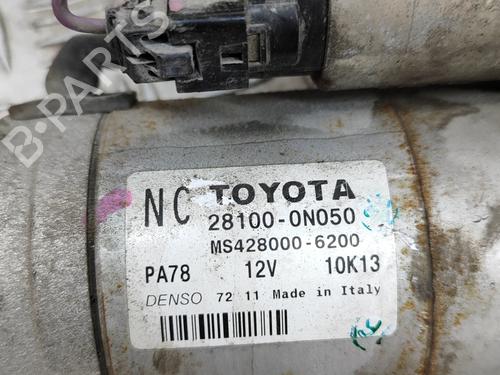 B-PARTS
NC TOYOTA
28100-0N050
MS428000-6200
PA78 12V 10K13
DENSO 72 11 Made in Italy